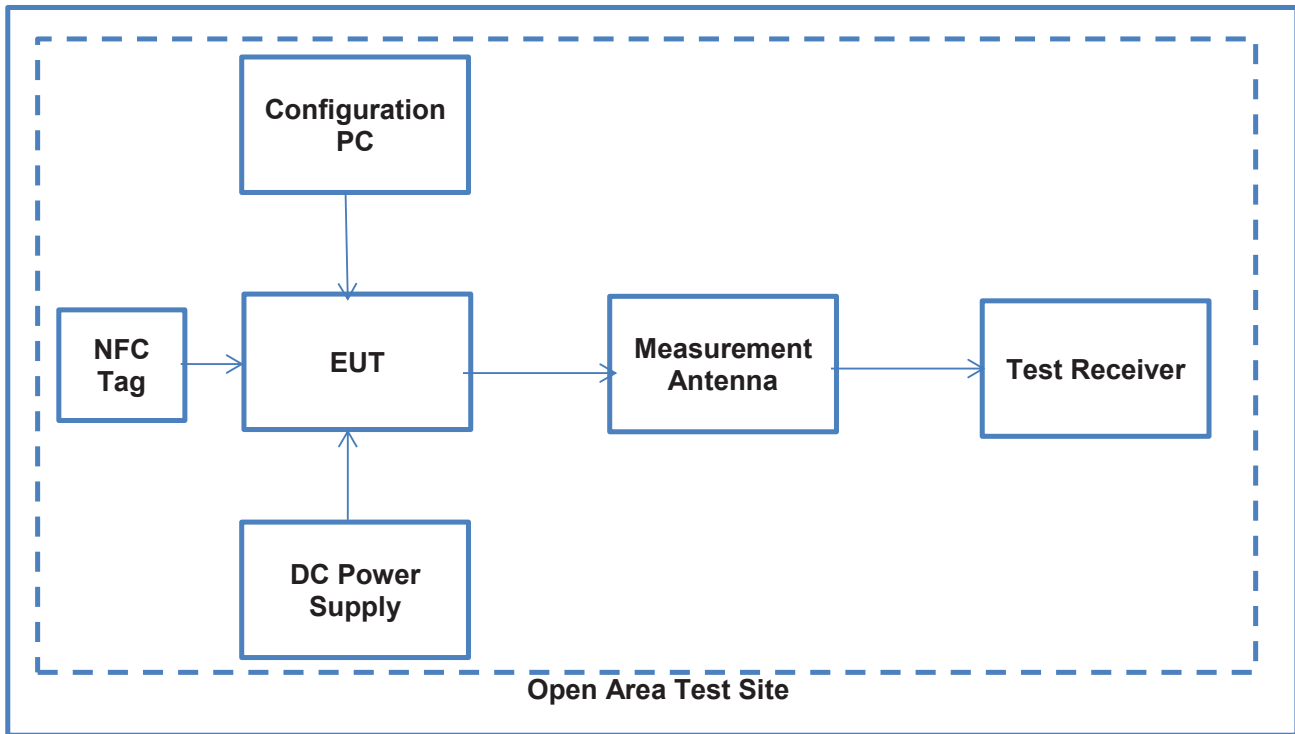 Configuration
PC
NFC
Tag
EUT
Measurement
Antenna
Test Receiver
DC Power
Supply
Open Area Test Site